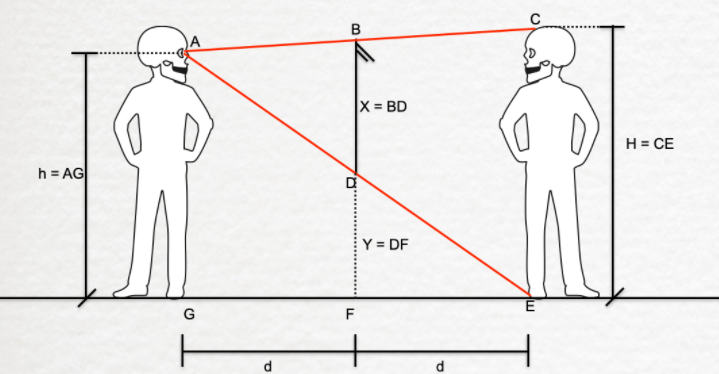 A
B
C
h = AG
X = BD
H = CE
D
Y = DF
G
F
E
d
d